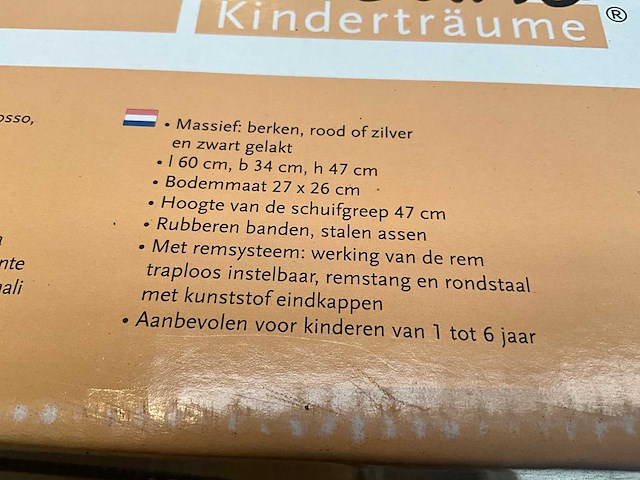 Kinderträume ®
osso,
• Massief: berken, rood of zilver
en zwart gelakt
• l 60 cm, b 34 cm, h 47 cm
• Bodemmaat 27 x 26 cm
• Hoogte van de schuifgreep 47 cm
• Rubberen banden, stalen assen
• Met remsysteem: werking van de rem
traploos instelbaar, remstang en rondstaal
met kunststof eindkappen
• Aanbevolen voor kinderen van 1 tot 6 jaar
nte
ali